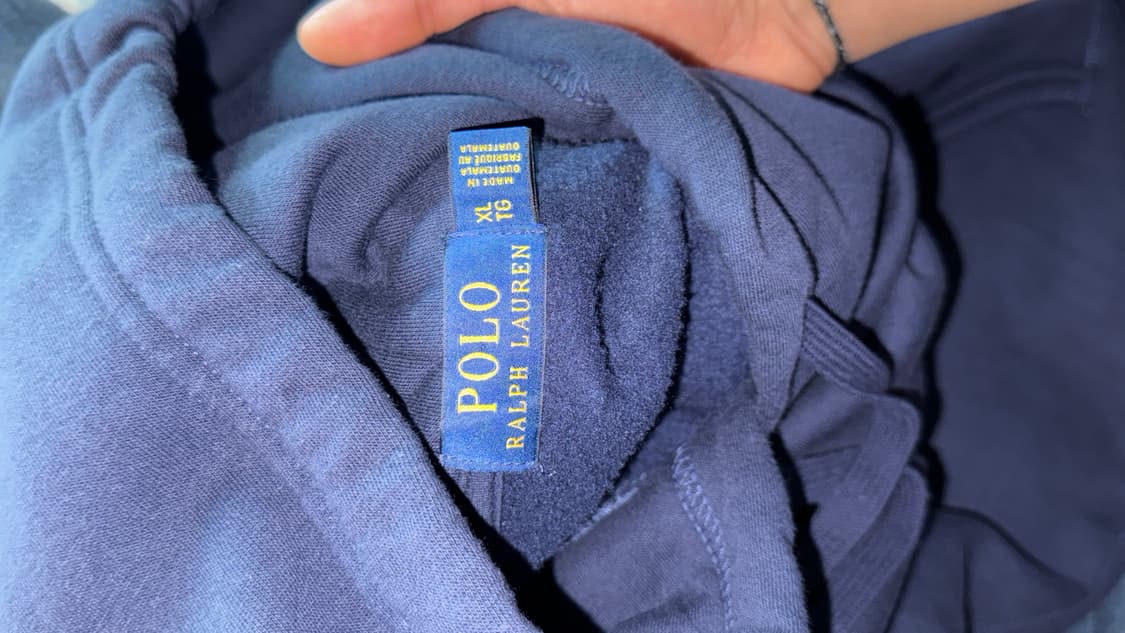 POLO
RALPH LAUREN
XL
TG
MADE IN
GUATEMALA
FABRIQUÉ AU
GUATEMALA